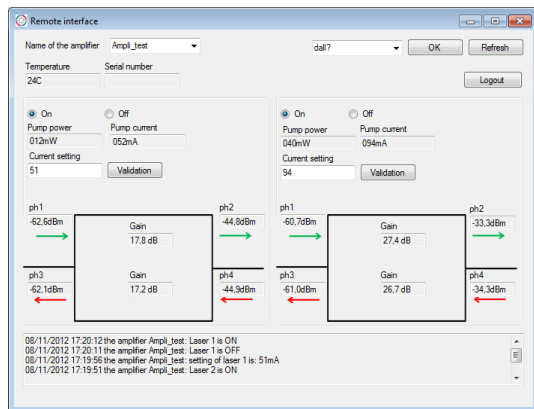 Remote interface
Name of the amplifier Ampli_test dall? OK Refresh
Temperature Serial number
24C Logout
On Off On Off
Pump power Pump current Pump power Pump current
012mW 052mA 040mW 094mA
Current setting Current setting
51 Validation 94 Validation
ph1 ph2 ph1 ph2
-62,6dBm Gain -44,8dBm -60,7dBm Gain -33,3dBm
17,8 dB 27,4 dB
ph3 Gain ph4 ph3 Gain ph4
-62,1dBm 17,2 dB -44,9dBm -61,0dBm 26,7 dB -34,3dBm
08/11/2012 17:20:12 the amplifier Ampli_test: Laser 1 is ON
08/11/2012 17:20:11 the amplifier Ampli_test: Laser 1 is OFF
08/11/2012 17:19:56 the amplifier Ampli_test: setting of laser 1 is: 51mA
08/11/2012 17:19:51 the amplifier Ampli_test: Laser 2 is ON